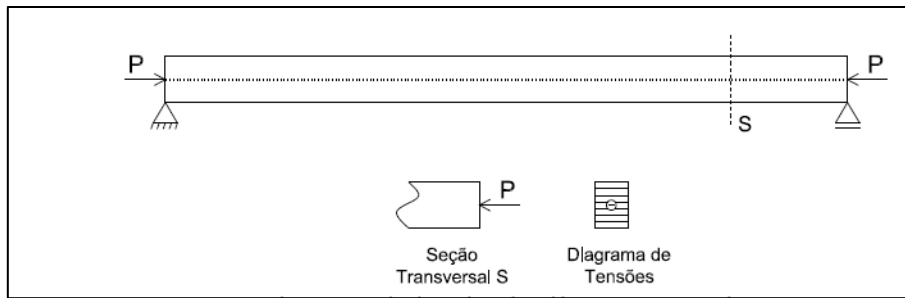 P
P
S
P
Seção
Transversal S
Diagrama de
Tensões